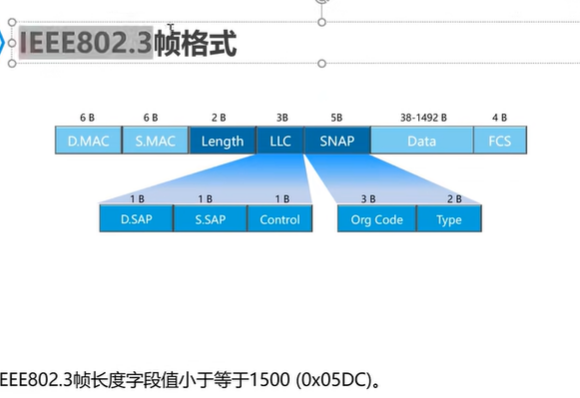 IEEE802.3帧格式
6 B 6 B 2 B 3B 5B 38-1492 B 4 B
D.MAC S.MAC Length LLC SNAP Data FCS
1 B 1 B 1 B 3 B 2 B
D.SAP S.SAP Control Org Code Type
EEE802.3帧长度字段值小于等于1500 (0x05DC)。